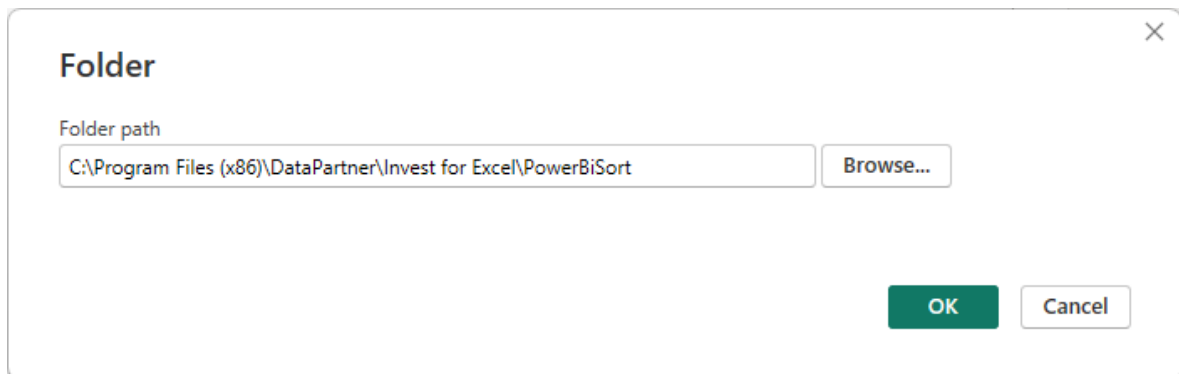 Folder
Folder path
C:\Program Files (x86)\DataPartner\Invest for Excel\PowerBiSort
Browse...
OK
Cancel